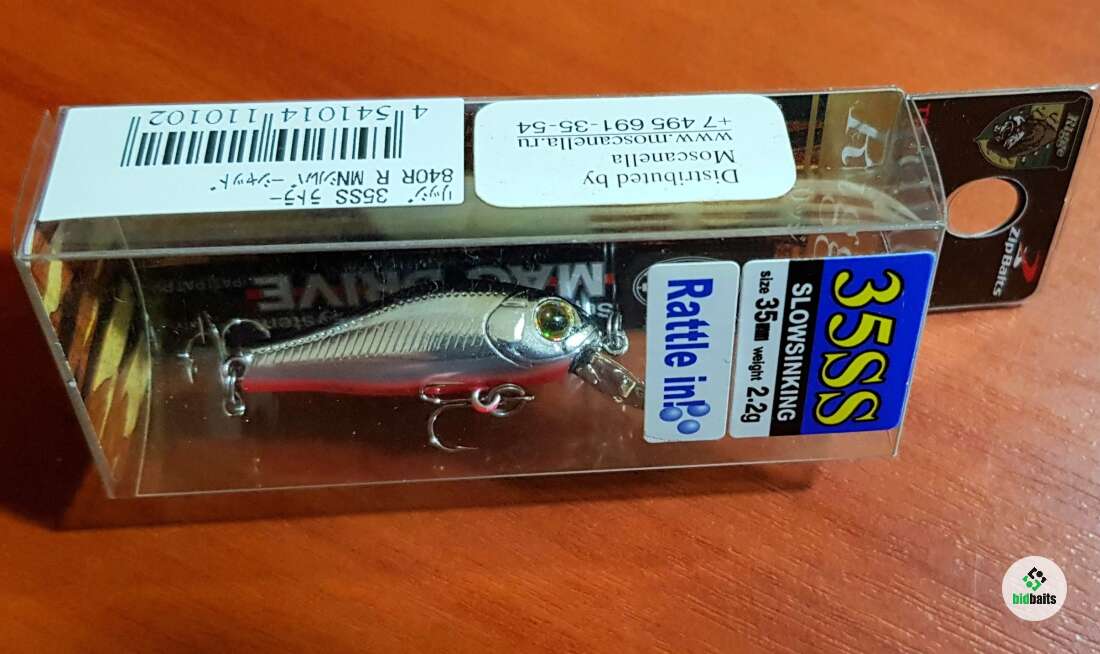 4 541014 110102
リッジ 35SS ラトラー
840R R MNシルバーシャッド
Distributed by
Moscanella
www.moscanella.ru
+7 495 691-35-54
Ridge
ZipBaits
MAG DRIVE
35SS
SLOWSINKING
size 35mm weight 2.2g
Rattle in!
bidbaits